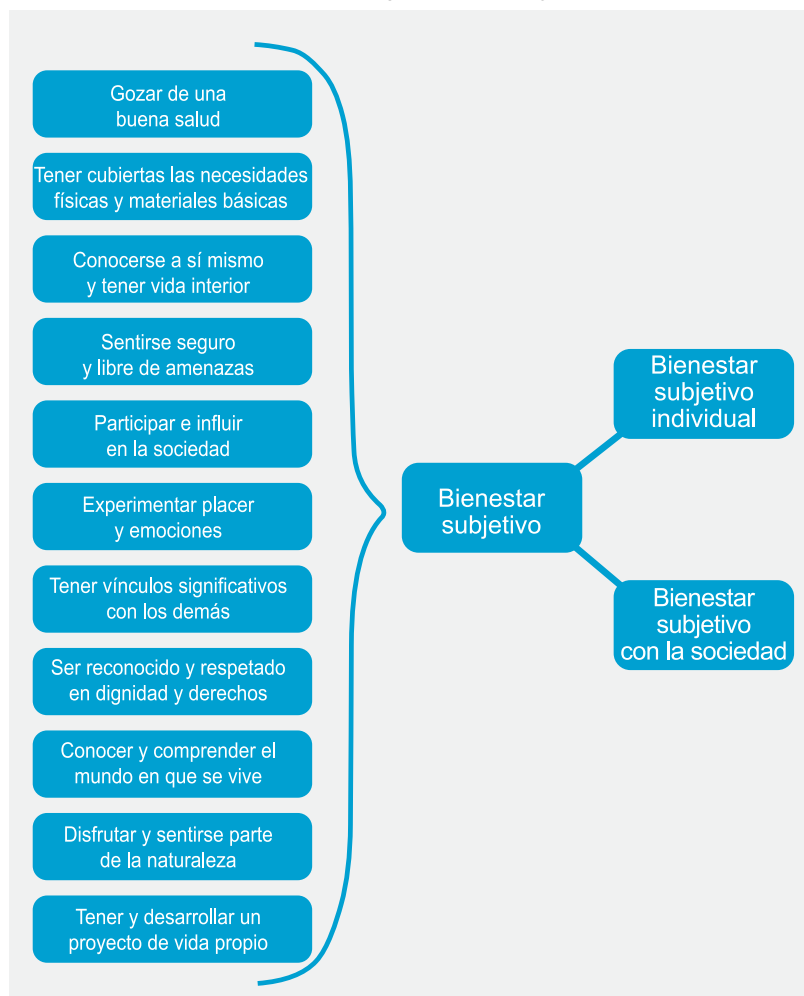 Gozar de una
buena salud
Tener cubiertas las necesidades
físicas y materiales básicas
Conocerse a sí mismo
y tener vida interior
Sentirse seguro
y libre de amenazas
Participar e influir
en la sociedad
Experimentar placer
y emociones
Tener vínculos significativos
con los demás
Ser reconocido y respetado
en dignidad y derechos
Conocer y comprender el
mundo en que se vive
Disfrutar y sentirse parte
de la naturaleza
Tener y desarrollar un
proyecto de vida propio
Bienestar
subjetivo
Bienestar
subjetivo
individual
Bienestar
subjetivo
con la sociedad